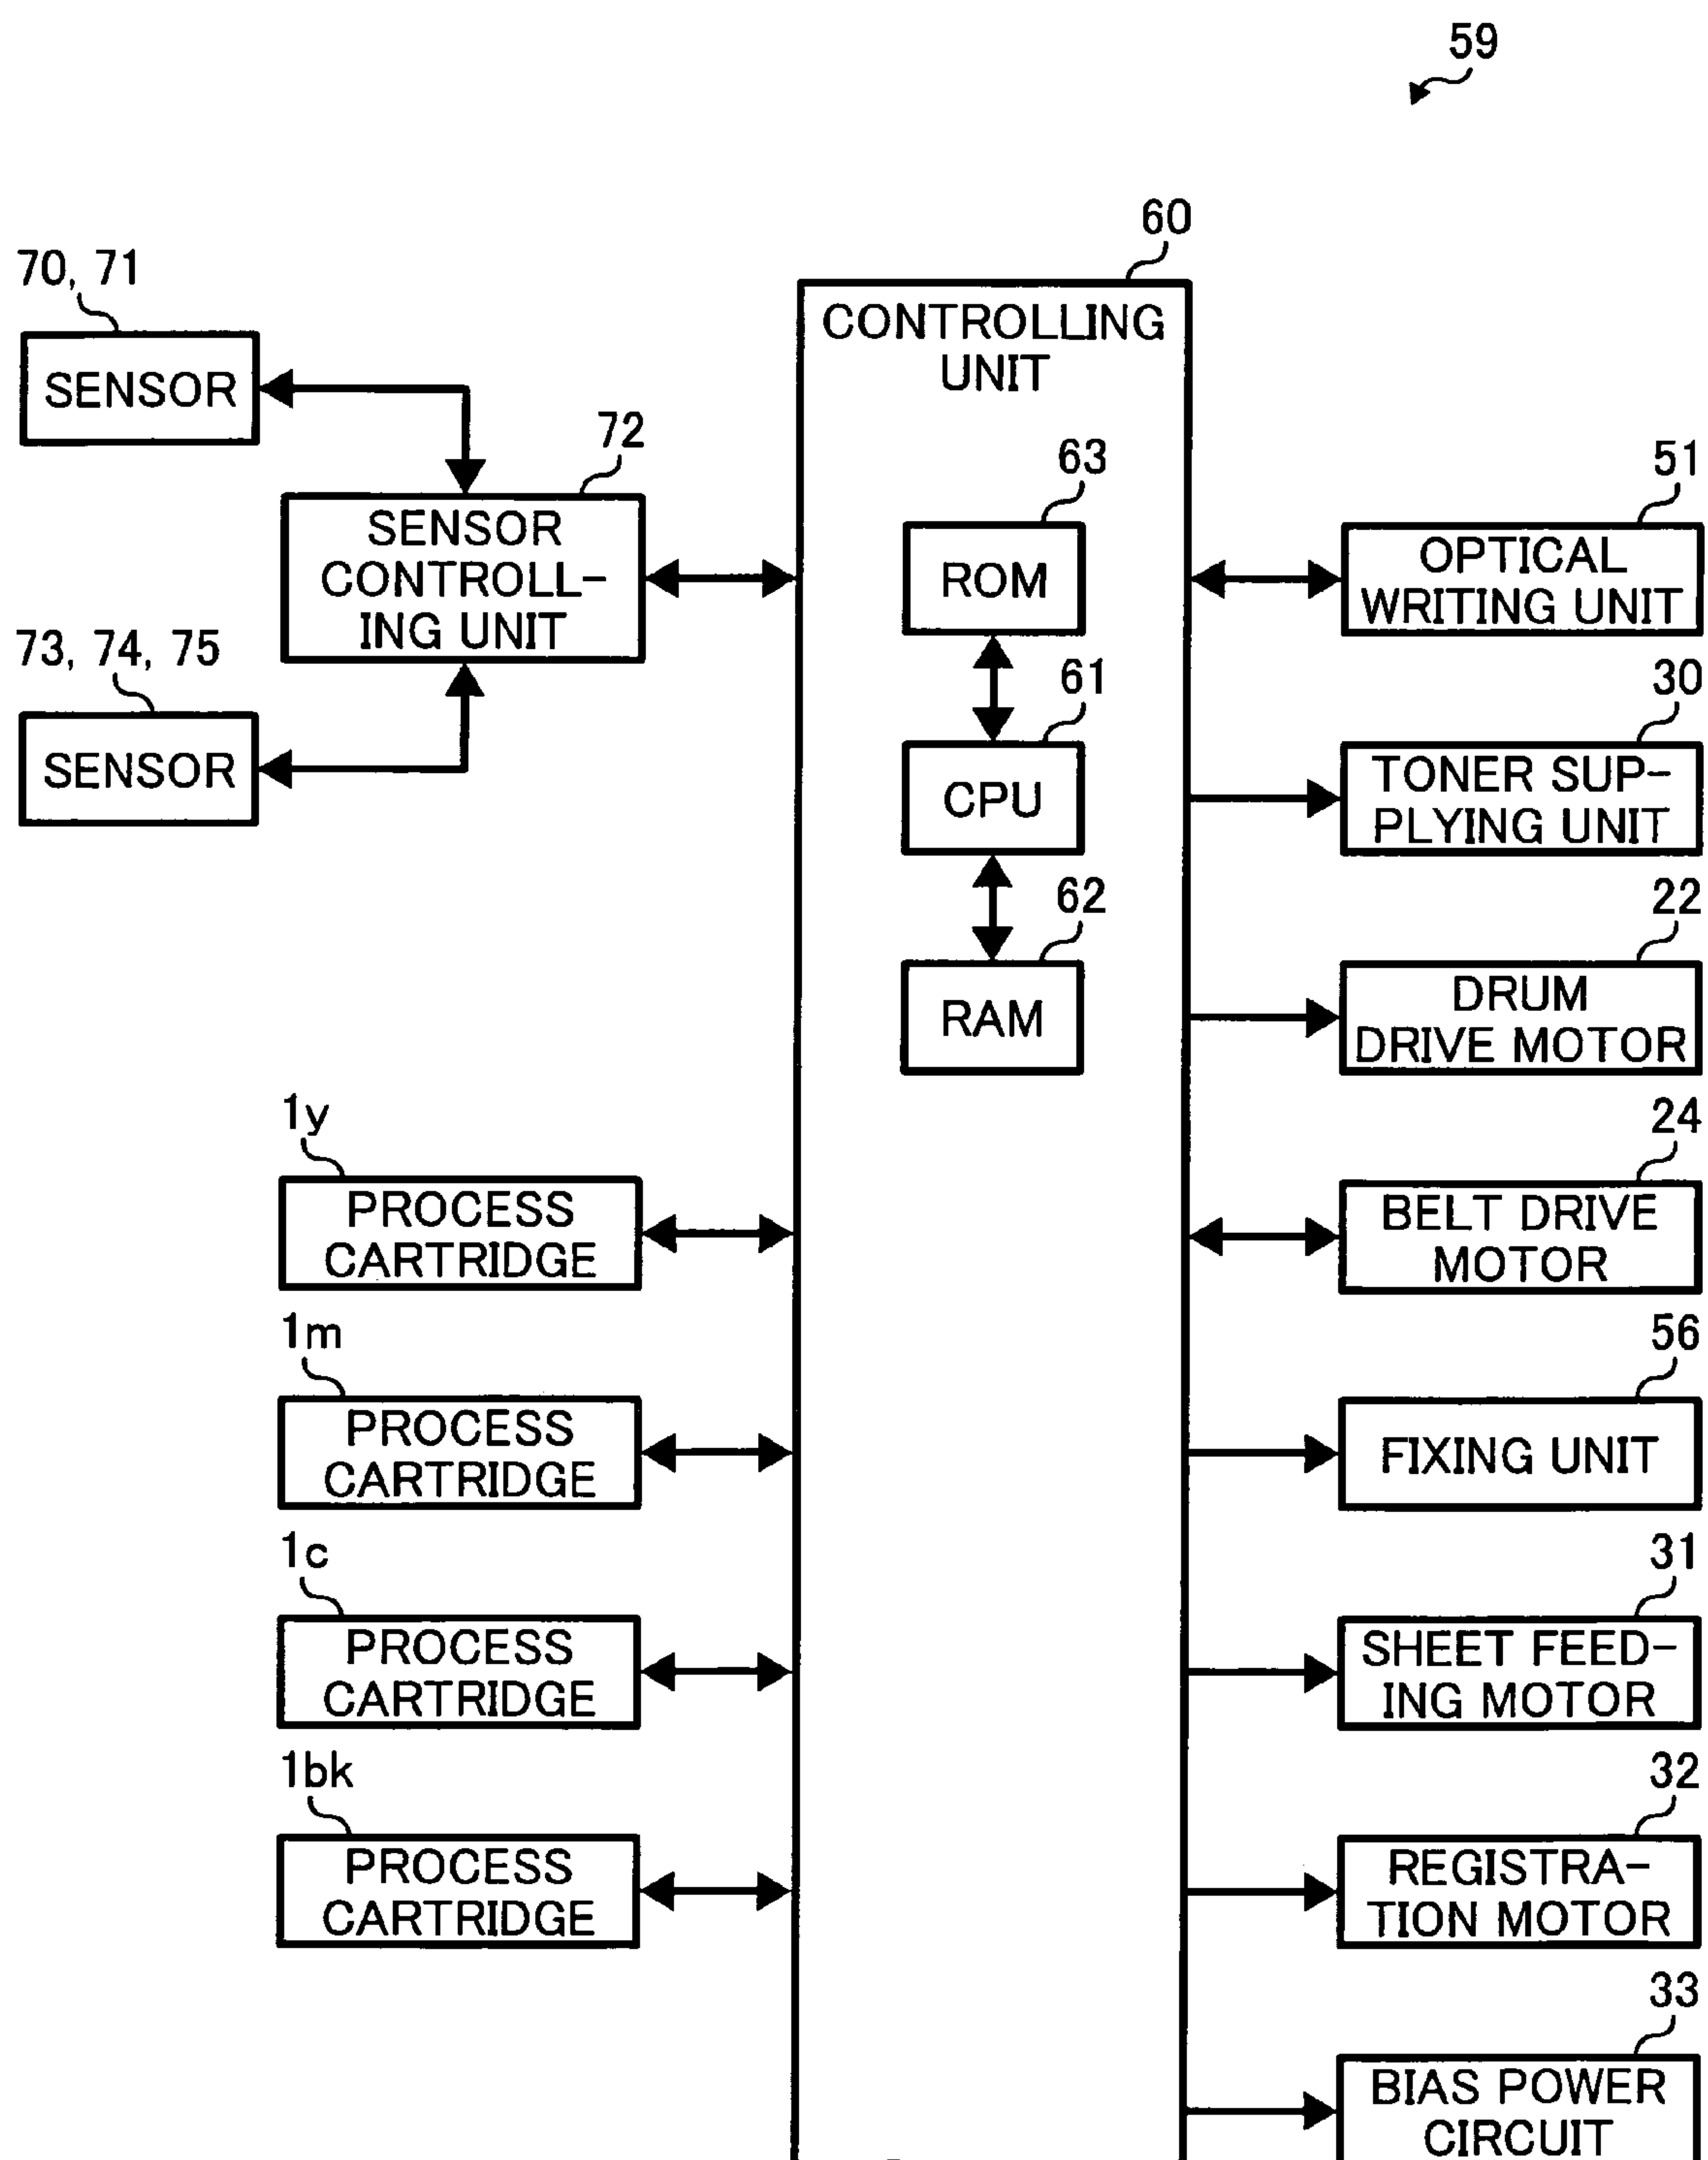 59
60
CONTROLLING
UNIT
70, 71
SENSOR
72
SENSOR
CONTROLL-
ING UNIT
73, 74, 75
SENSOR
63
ROM
61
CPU
62
RAM
1y
PROCESS
CARTRIDGE
1m
PROCESS
CARTRIDGE
1c
PROCESS
CARTRIDGE
1bk
PROCESS
CARTRIDGE
51
OPTICAL
WRITING UNIT
30
TONER SUP-
PLYING UNIT
22
DRUM
DRIVE MOTOR
24
BELT DRIVE
MOTOR
56
FIXING UNIT
31
SHEET FEED-
ING MOTOR
32
REGISTRA-
TION MOTOR
33
BIAS POWER
CIRCUIT